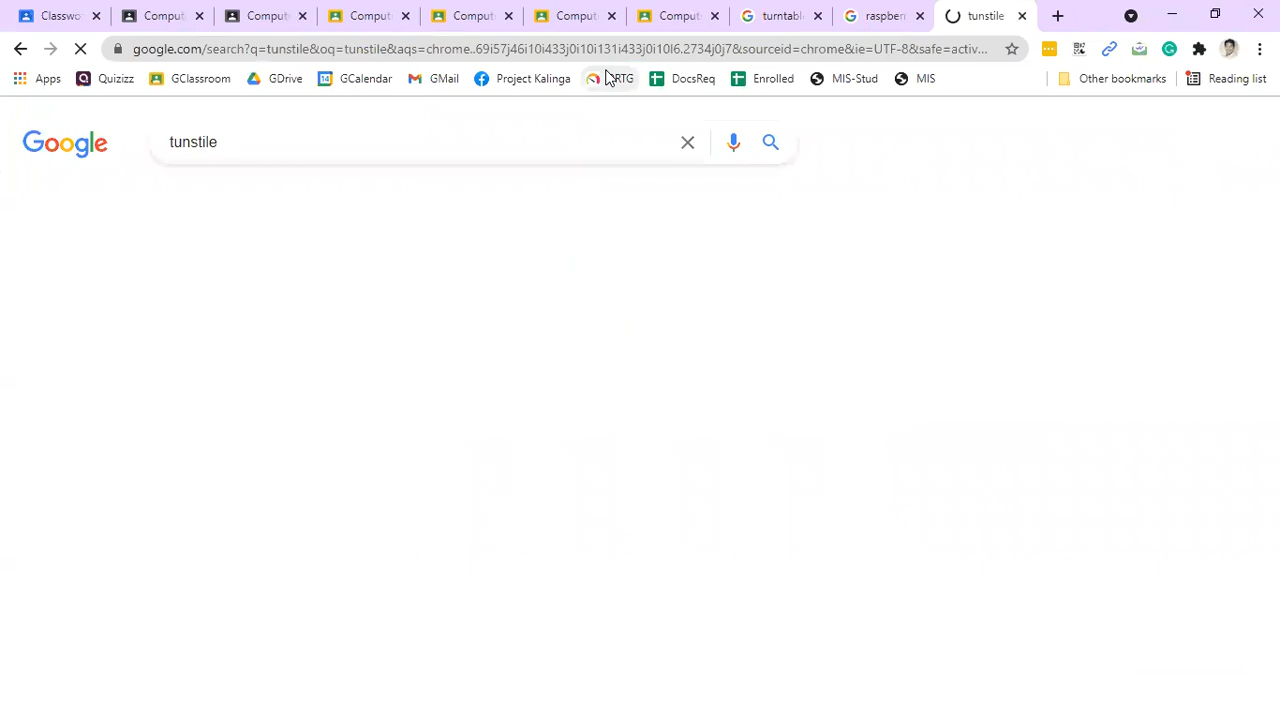 Classwo Comput Comput Comput Comput Comput Comput turntabl raspberr tunstile
google.com/search?q=tunstile&oq=tunstile&aqs=chrome..69i57j46i10i433j0i10i131i433j0i10l6.2734j0j7&sourceid=chrome&ie=UTF-8&safe=activ...
Apps Quizizz GClassroom GDrive GCalendar GMail Project Kalinga DocsReq Enrolled MIS-Stud MIS Other bookmarks Reading list
Google tunstile